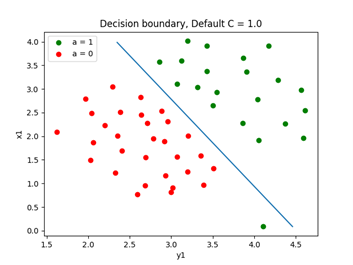 Decision boundary, Default C = 1.0
a = 1
a = 0
x1
4.0
3.5
3.0
2.5
2.0
1.5
1.0
0.5
0.0
1.5 2.0 2.5 3.0 3.5 4.0 4.5
y1